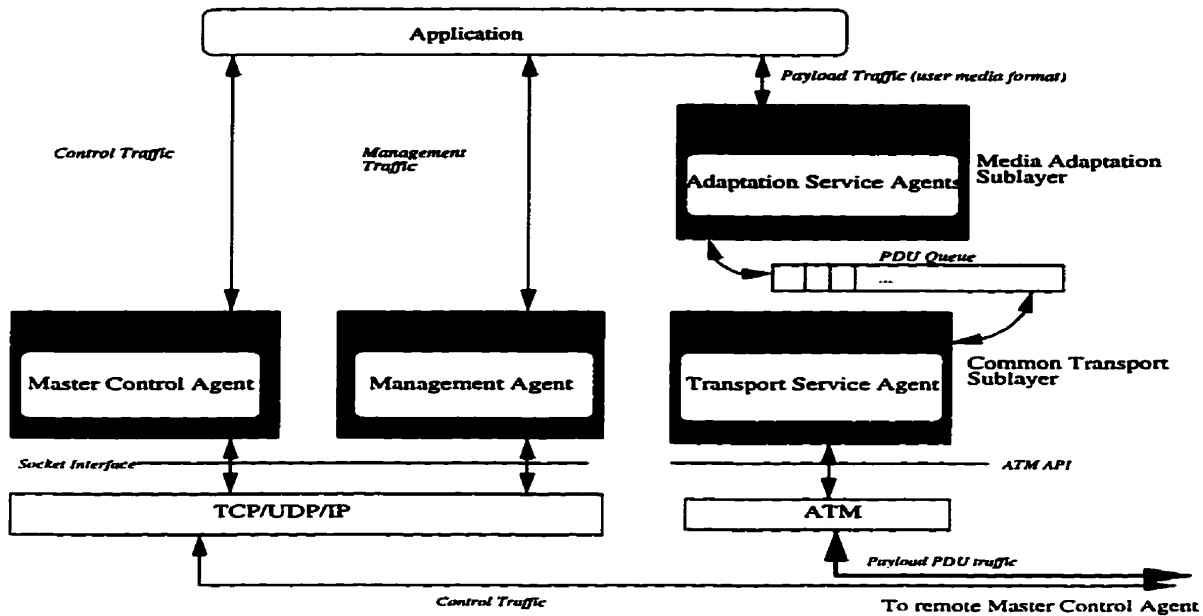 Application
Payload Traffic (user media format)
Control Traffic
Management
Traffic
Adaptation Service Agents
Media Adaptation
Sublayer
PDU Queue
...
Master Control Agent
Management Agent
Transport Service Agent
Common Transport
Sublayer
Socket Interface
ATM API
TCP/UDP/IP
ATM
Payload PDU traffic
Control Traffic
To remote Master Control Agent